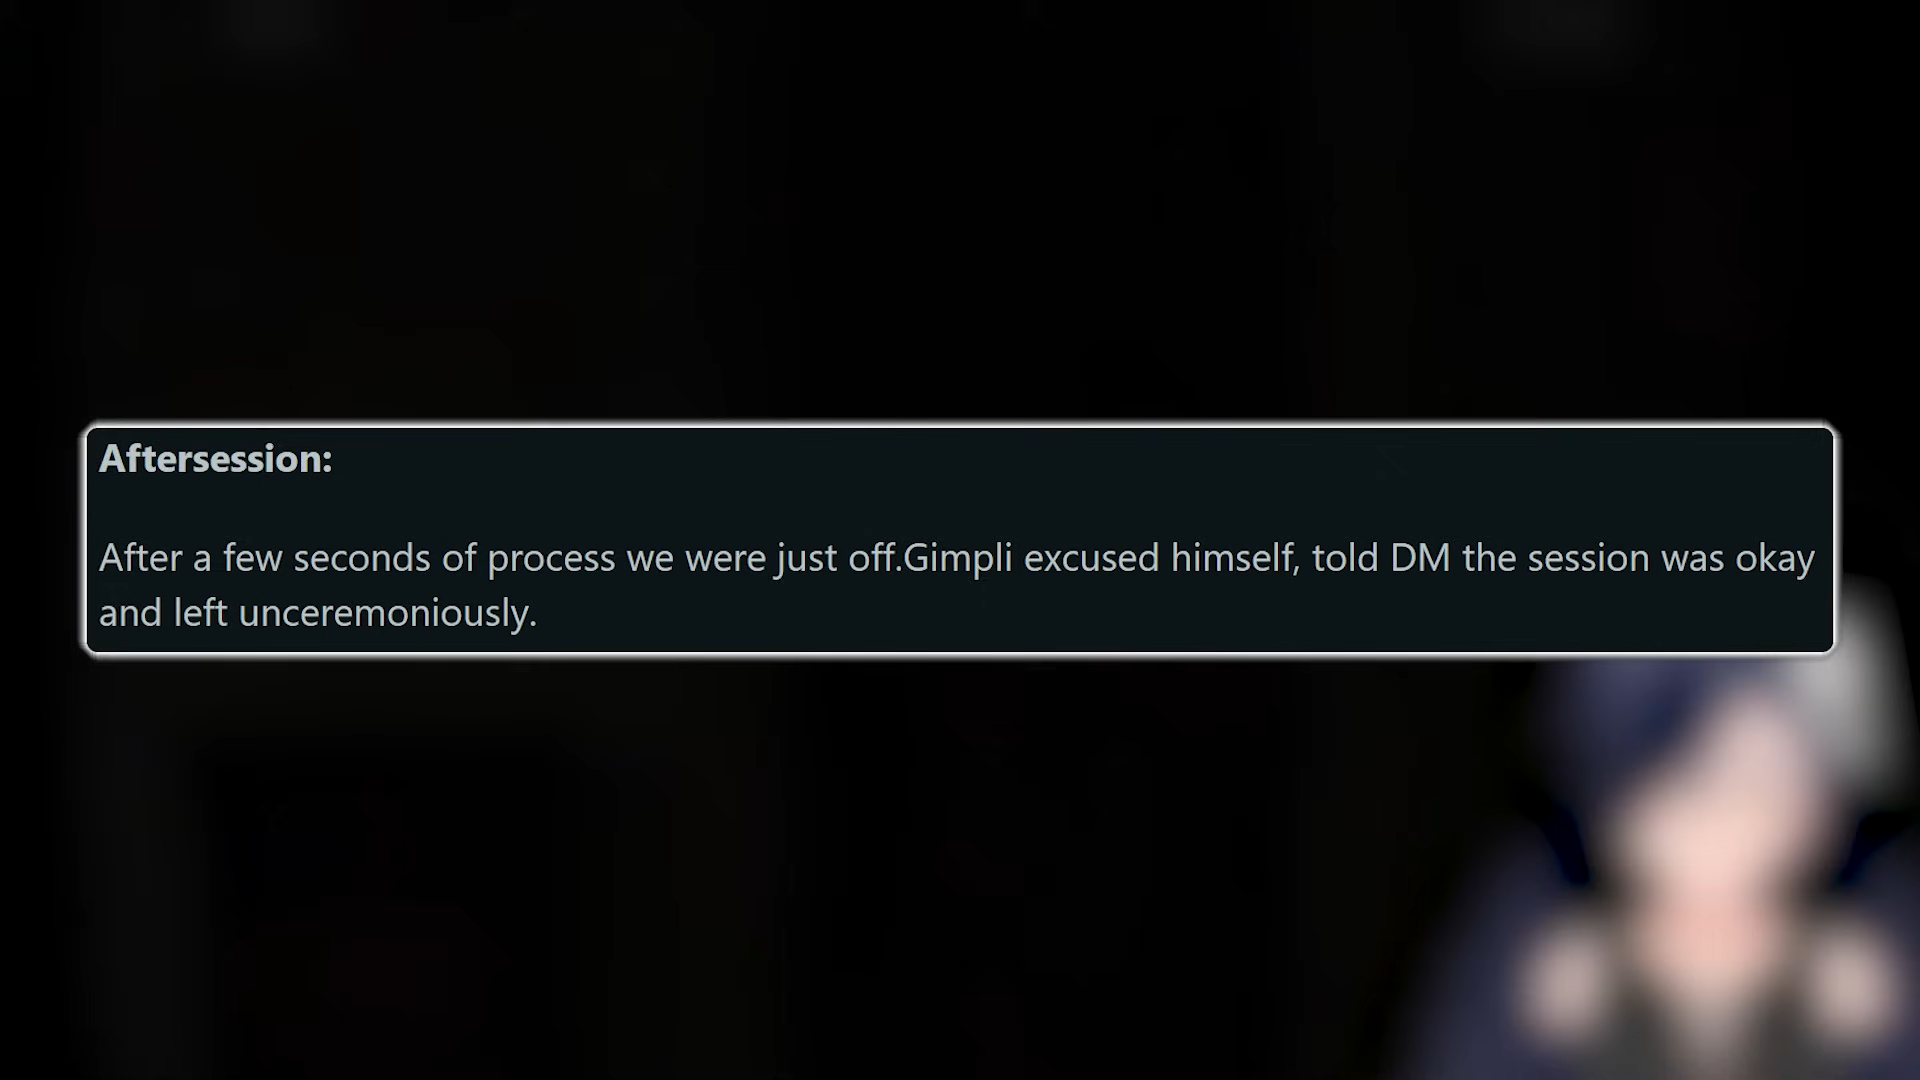 Aftersession:
After a few seconds of process we were just off.Gimpli excused himself, told DM the session was okay
and left unceremoniously.